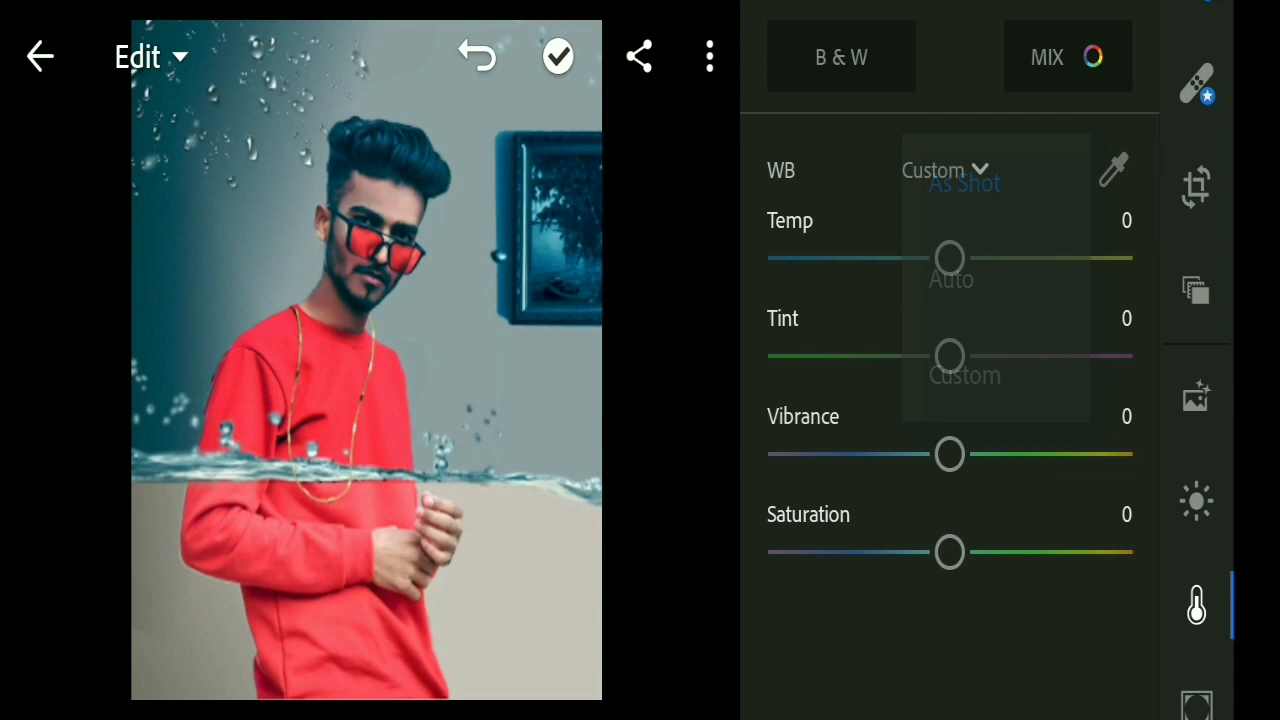 Edit
B & W
MIX
WB
Custom
As Shot
Temp
0
Auto
Tint
0
Custom
Vibrance
0
Saturation
0